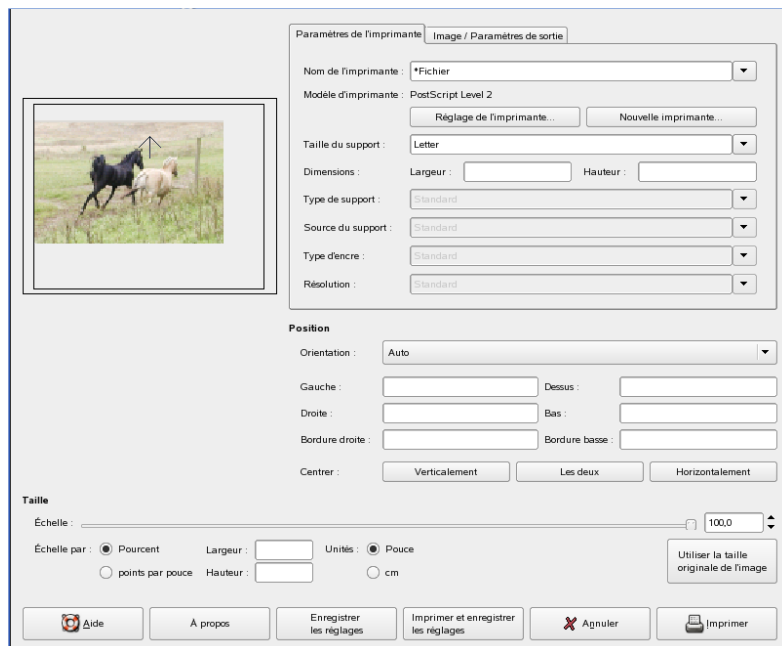 Paramètres de l'imprimante
Image / Paramètres de sortie
Nom de l'imprimante : *Fichier
Modèle d'imprimante : PostScript Level 2
Réglage de l'imprimante... Nouvelle imprimante...
Taille du support : Letter
Dimensions : Largeur : Hauteur :
Type de support : Standard
Source du support : Standard
Type d'encre : Standard
Résolution : Standard
Position
Orientation : Auto
Gauche : Dessus :
Droite : Bas :
Bordure droite : Bordure basse :
Centrer : Verticalement Les deux Horizontalement
Taille
Échelle : 100,0
Échelle par : Pourcent Largeur : Unités : Pouce
points par pouce Hauteur : cm
Utiliser la taille
originale de l'image
Aide
À propos
Enregistrer
les réglages
Imprimer et enregistrer
les réglages
Annuler
Imprimer